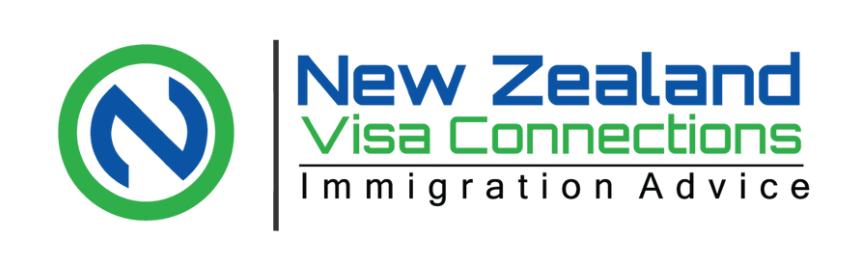 N
New Zealand
Visa Connections
Immigration Advice